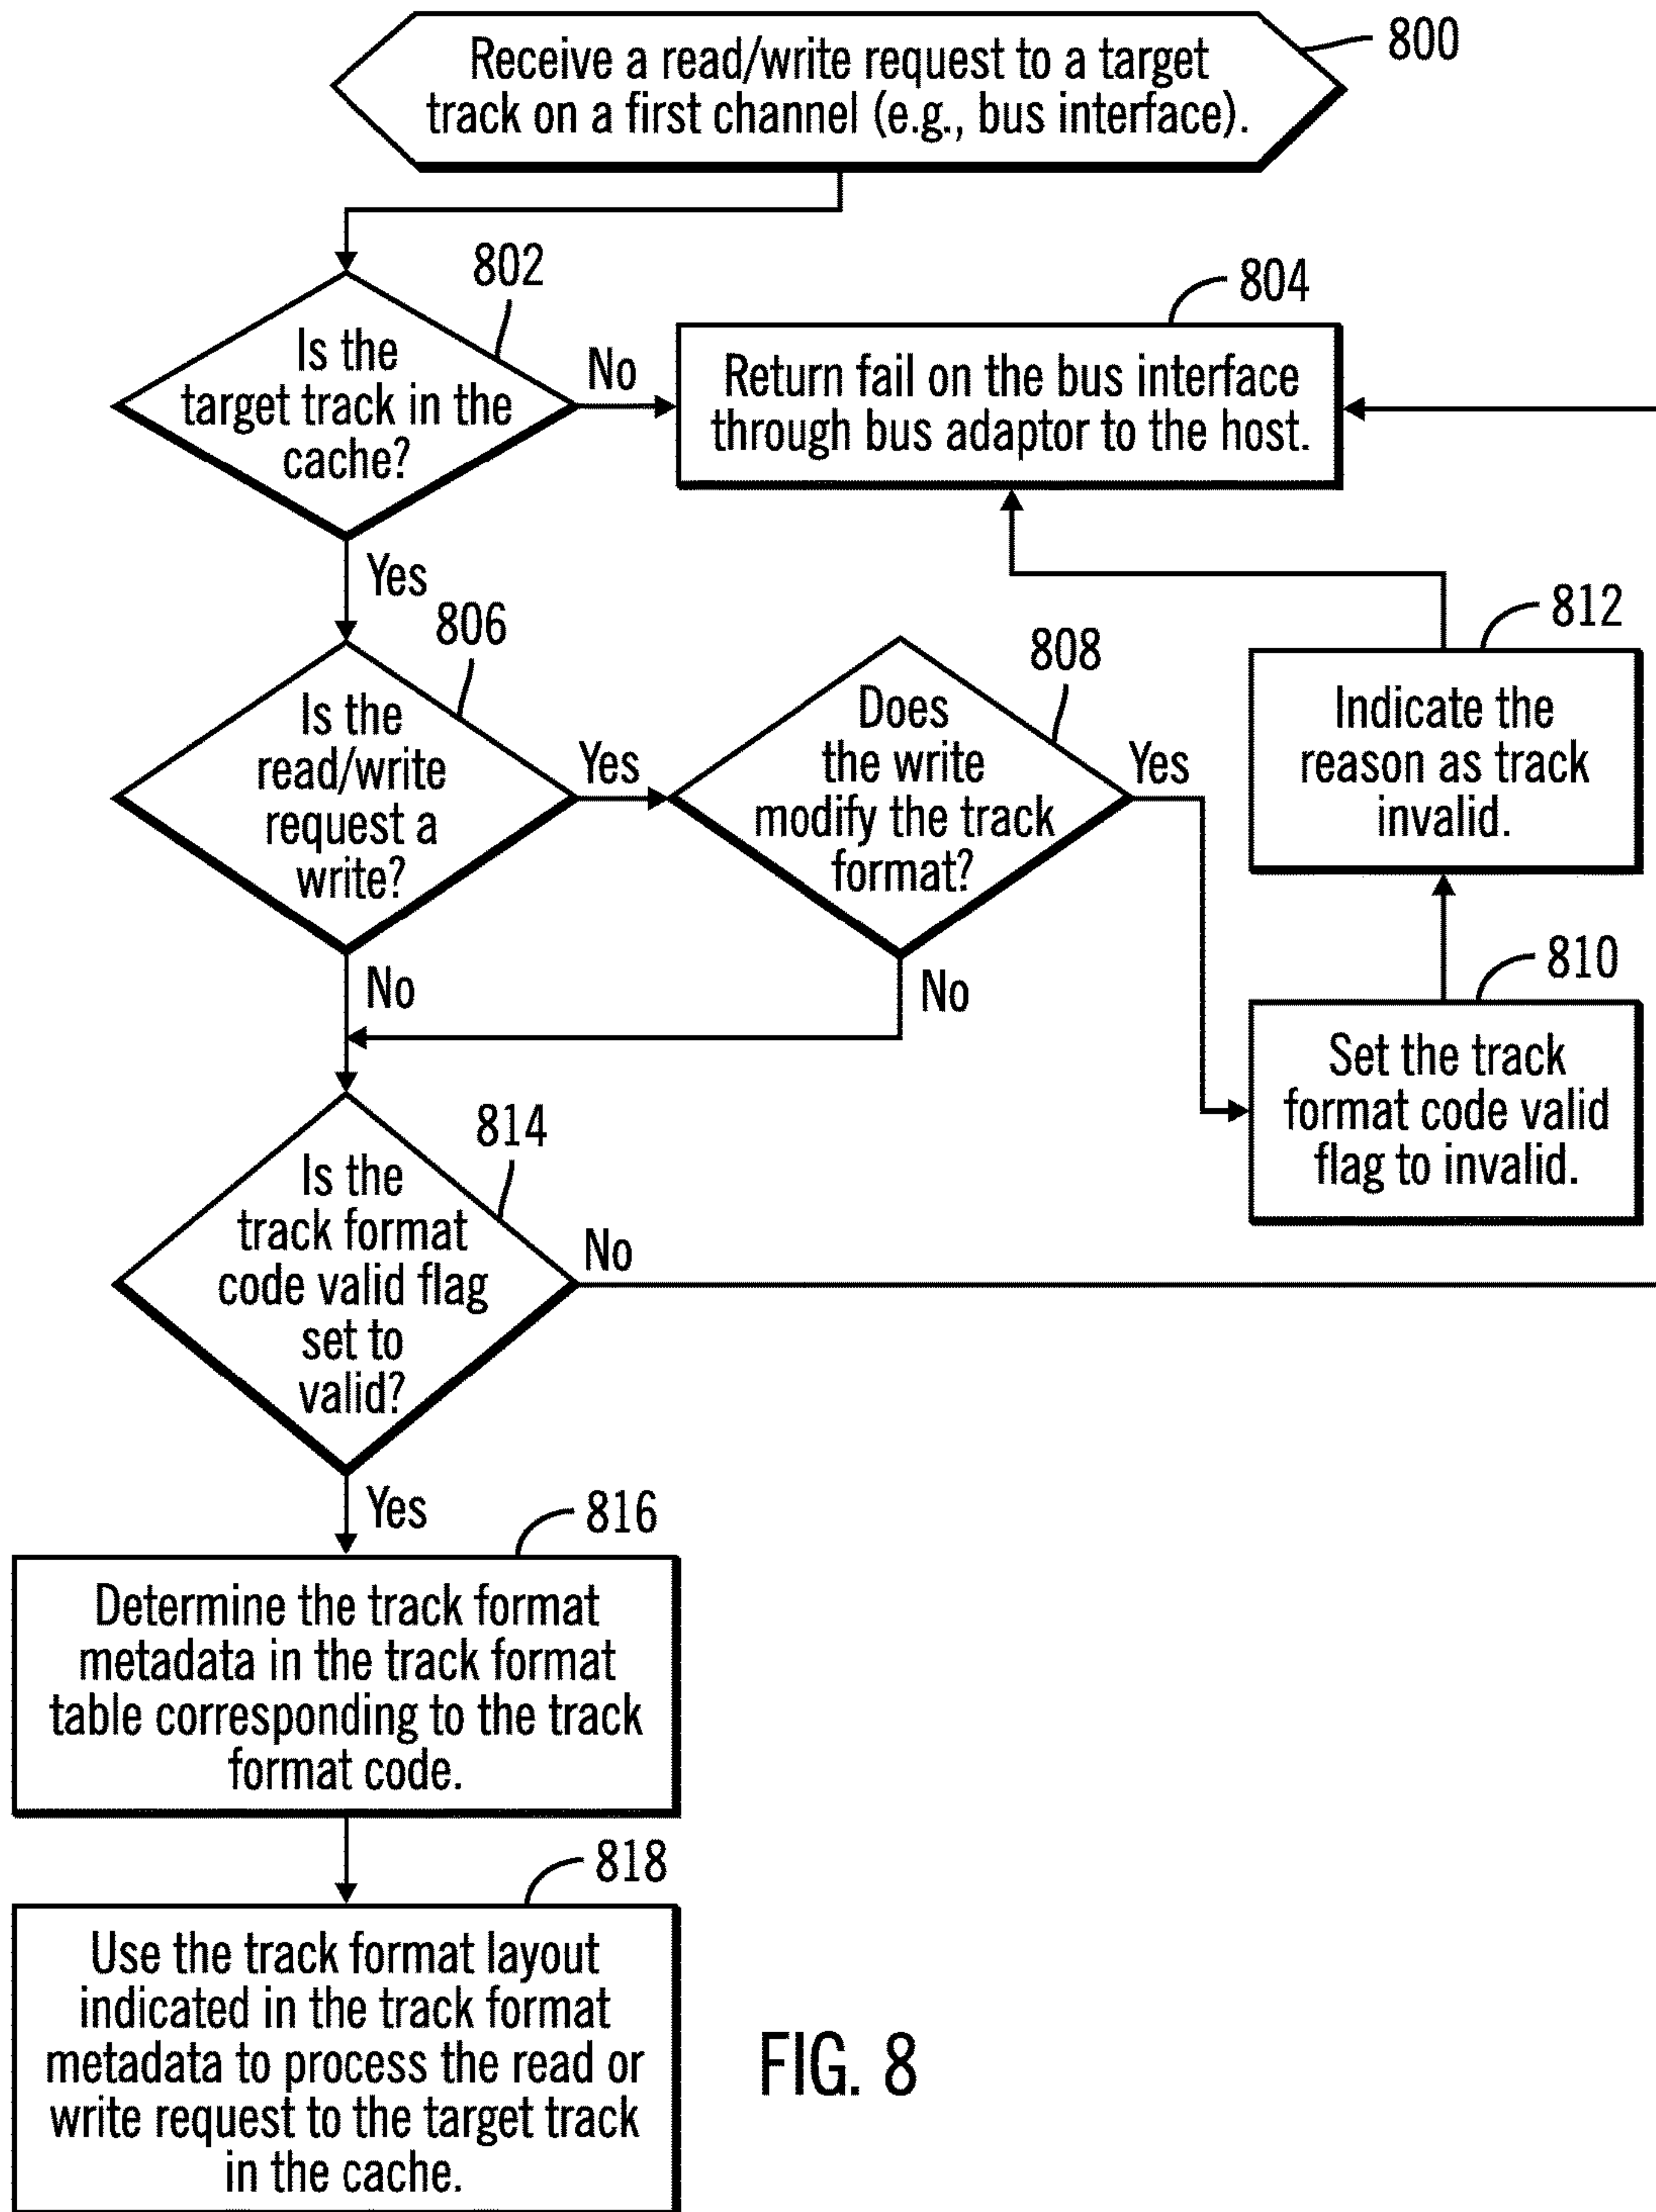 Receive a read/write request to a target
track on a first channel (e.g., bus interface).
800
802
Is the
target track in the
cache?
No
804
Return fail on the bus interface
through bus adaptor to the host.
Yes
806
Is the
read/write
request a
write?
Yes
808
Does
the write
modify the track
format?
Yes
812
Indicate the
reason as track
invalid.
No
No
810
Set the track
format code valid
flag to invalid.
814
Is the
track format
code valid flag
set to
valid?
No
Yes
816
Determine the track format
metadata in the track format
table corresponding to the track
format code.
818
Use the track format layout
indicated in the track format
metadata to process the read or
write request to the target track
in the cache.
FIG. 8